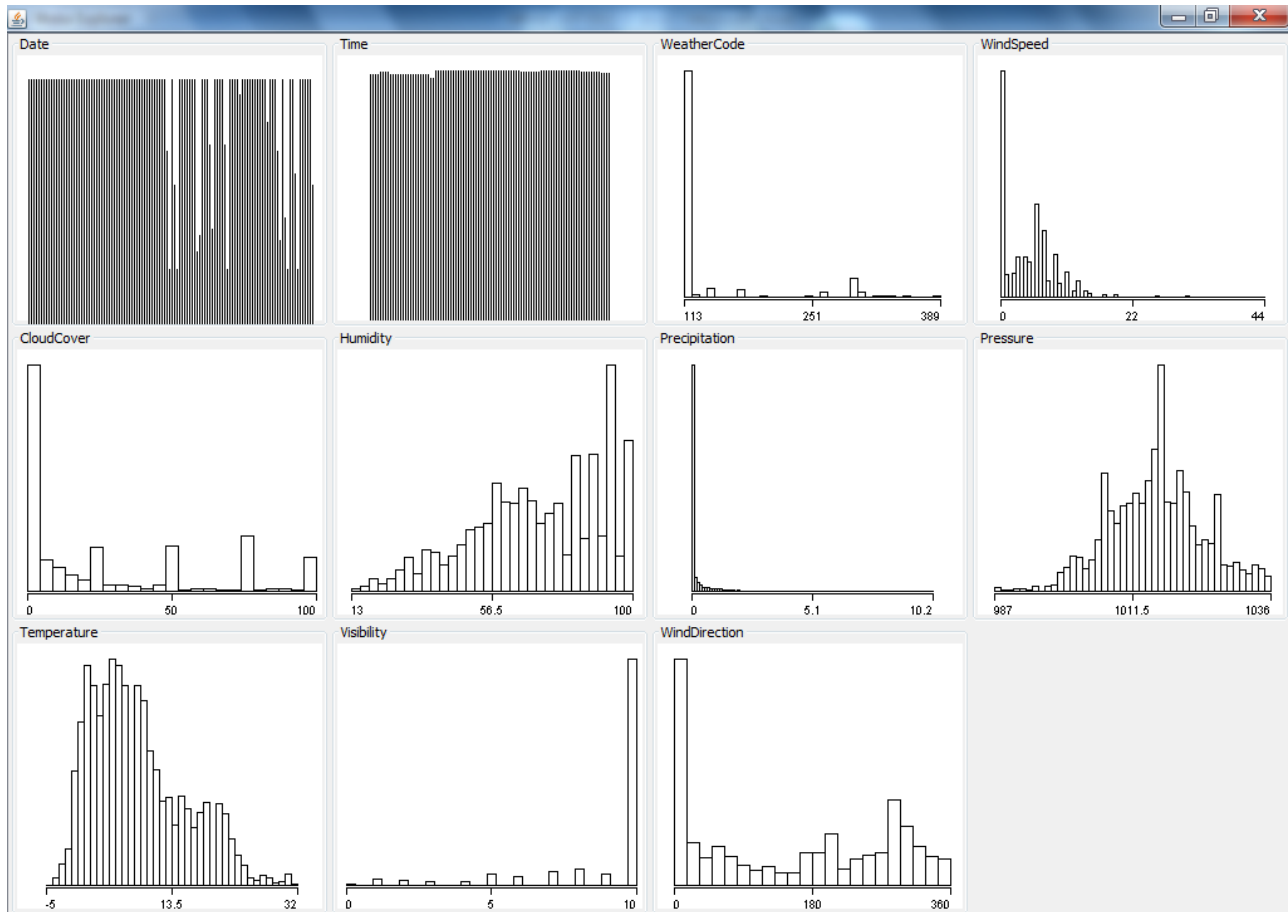 Date
Time
WeatherCode
WindSpeed
113 251 389
0 22 44
CloudCover
Humidity
Precipitation
Pressure
0 50 100
13 56.5 100
0 5.1 10.2
987 1011.5 1036
Temperature
Visibility
WindDirection
-5 13.5 32
0 5 10
0 180 360